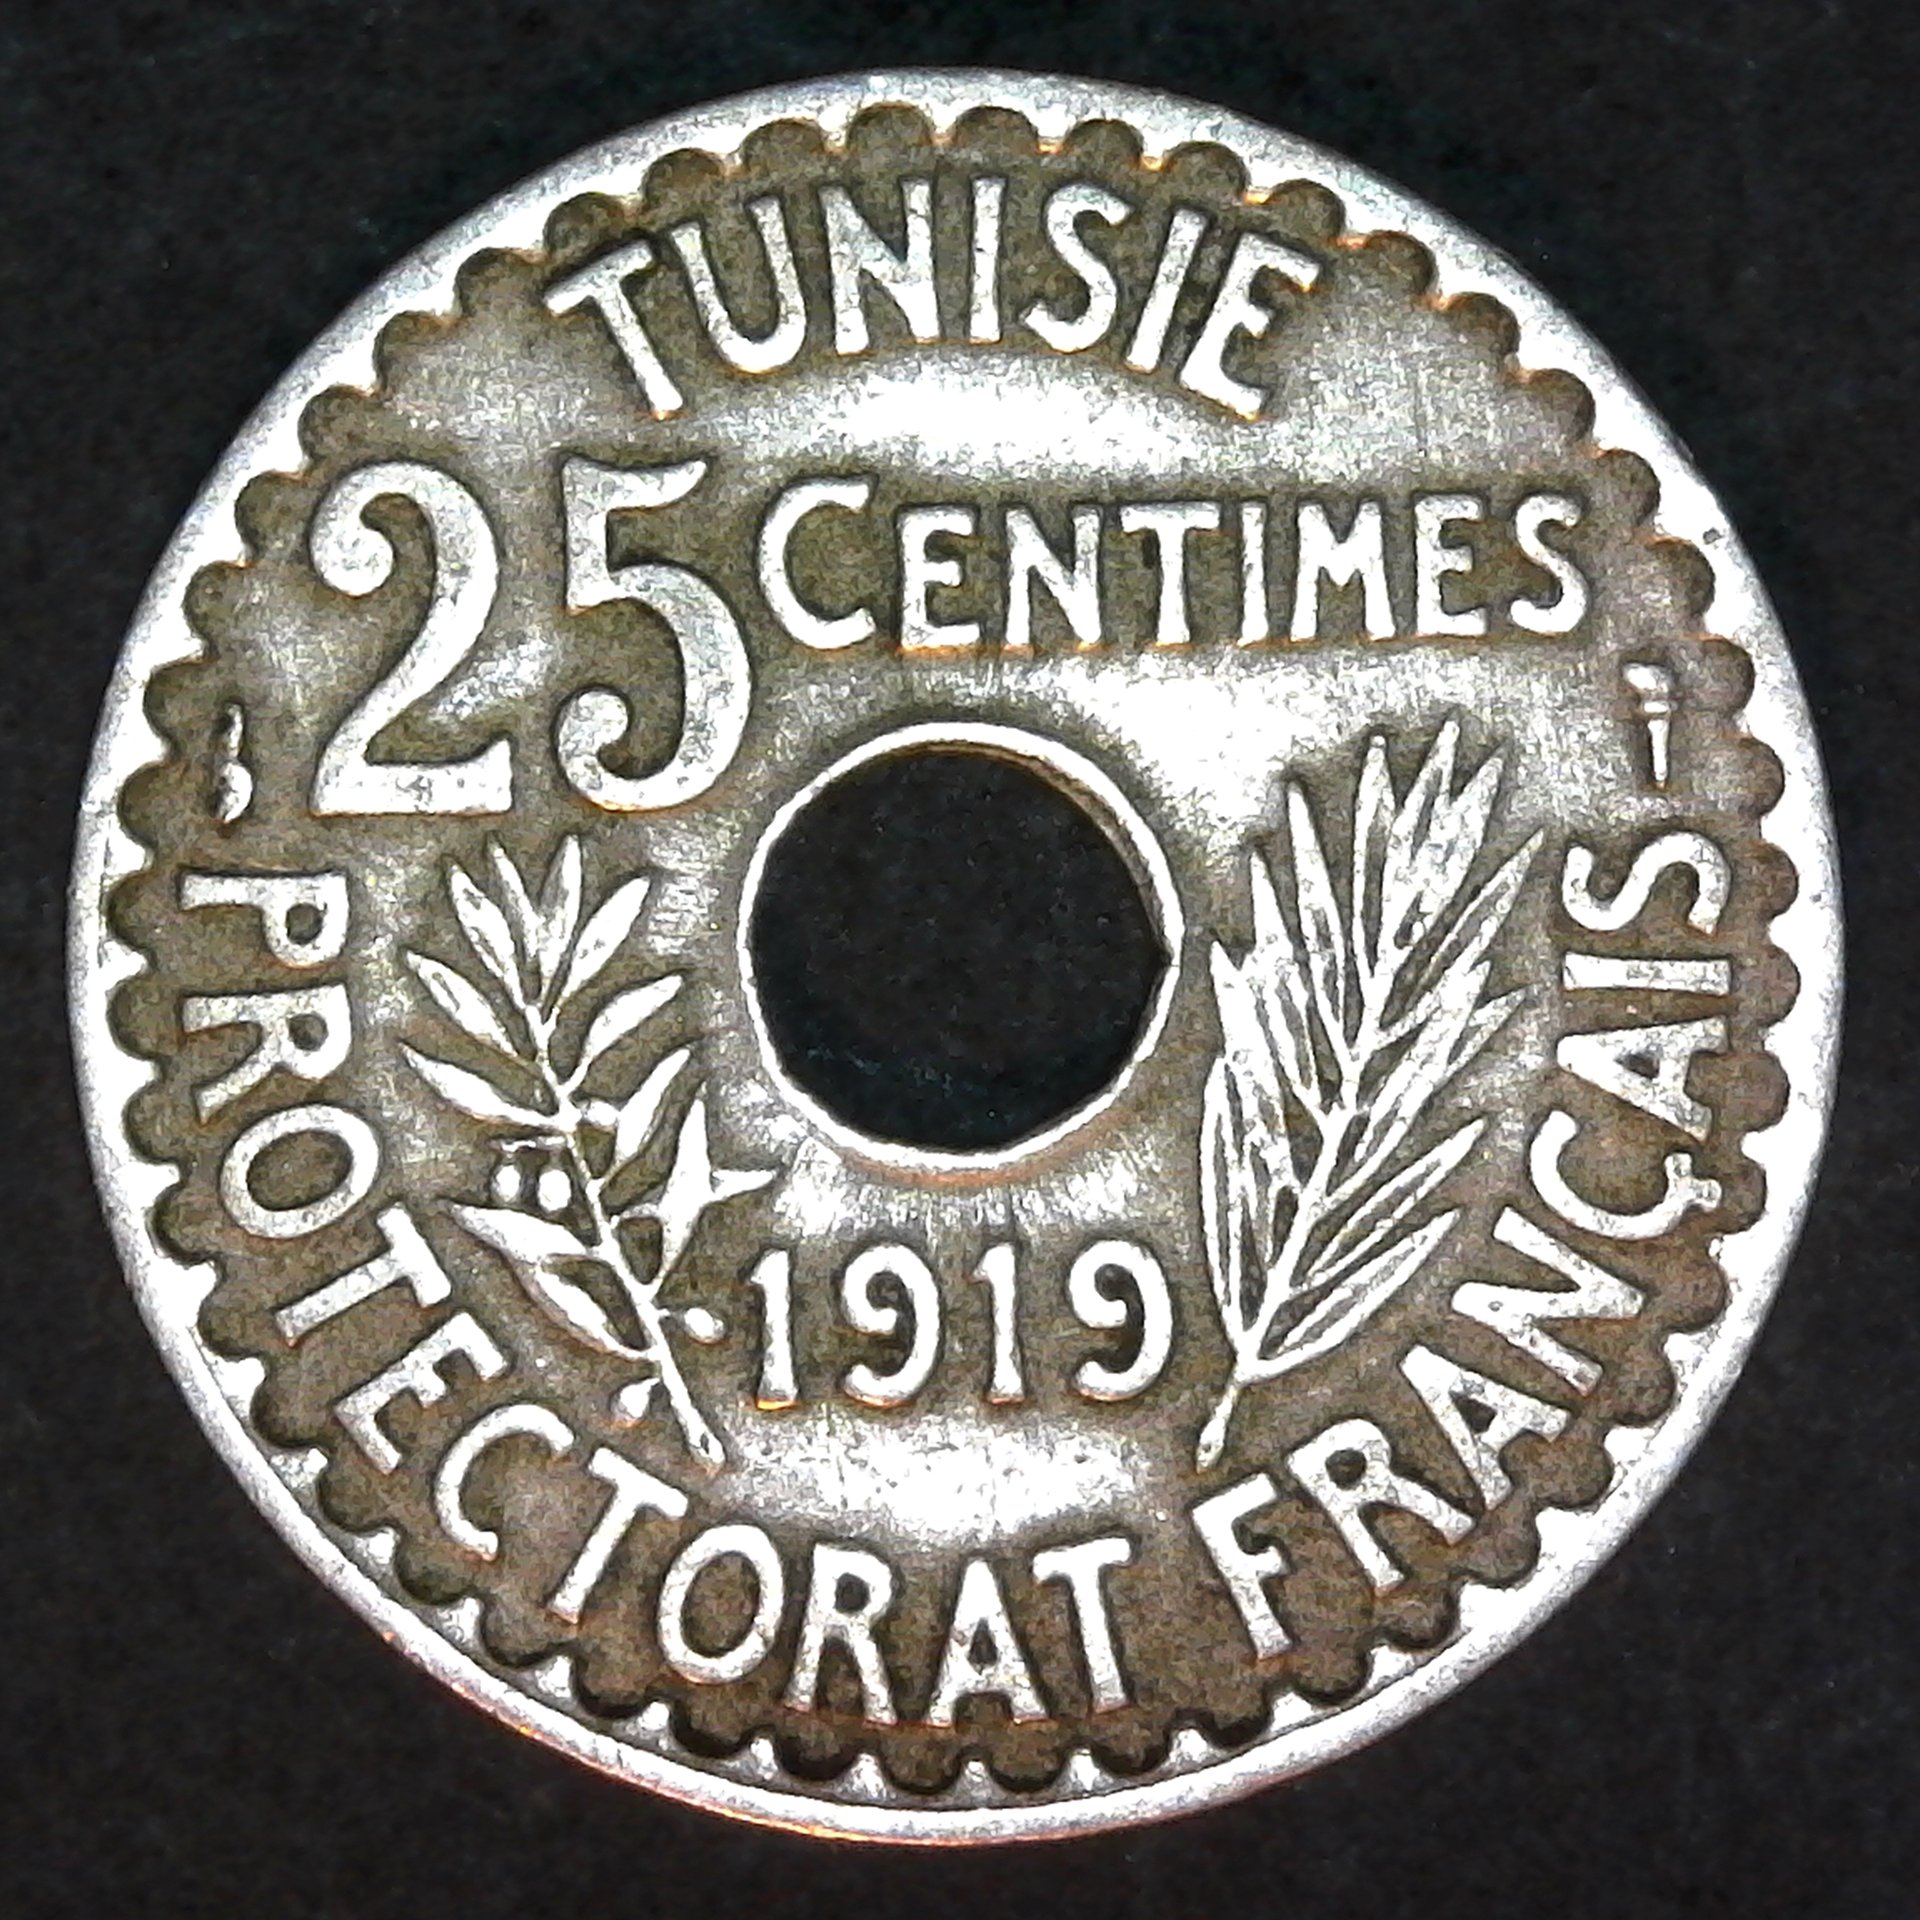 TUNISIE
25 CENTIMES
1919
PROTECTORAT FRANÇAIS